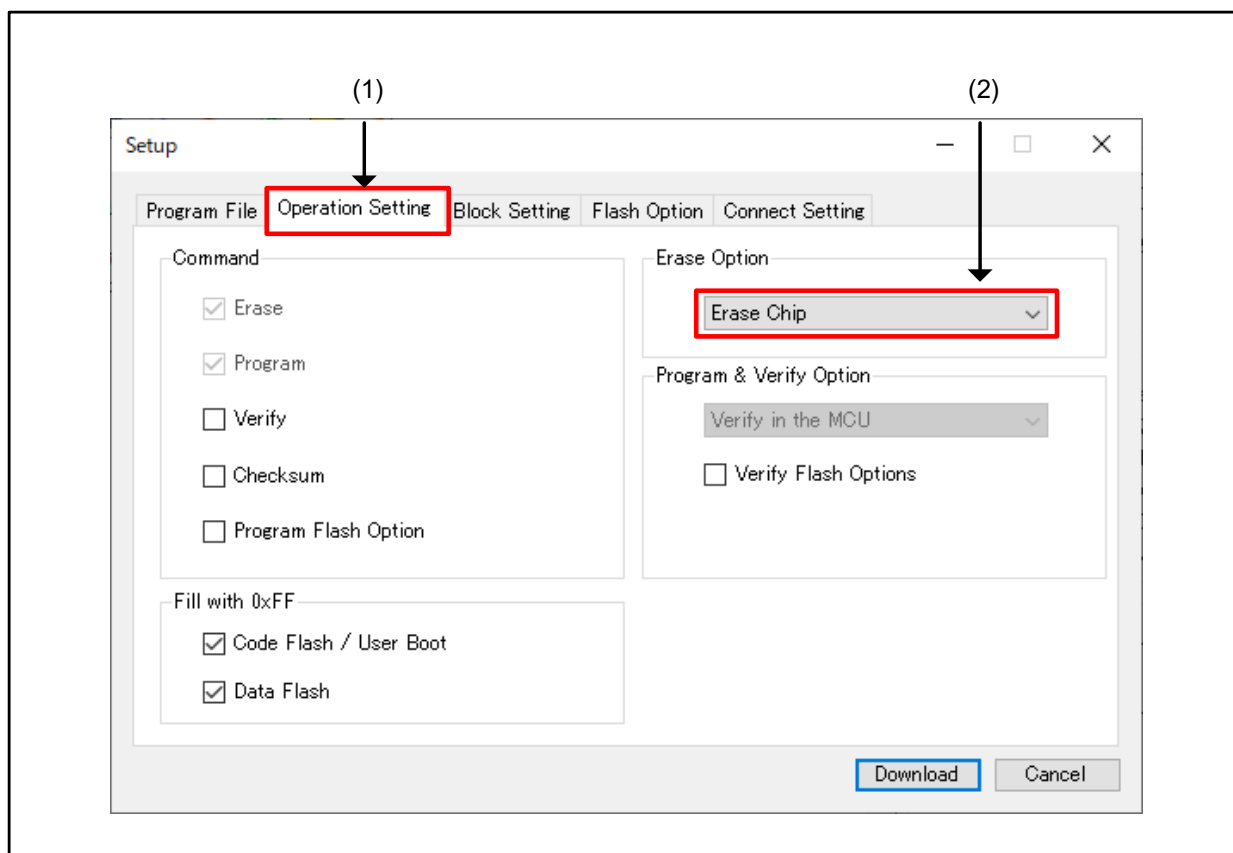 (1)
(2)
Setup
Program File
Operation Setting
Block Setting
Flash Option
Connect Setting
Command
Erase
Program
Verify
Checksum
Program Flash Option
Fill with 0xFF
Code Flash / User Boot
Data Flash
Erase Option
Erase Chip
Program & Verify Option
Verify in the MCU
Verify Flash Options
Download
Cancel